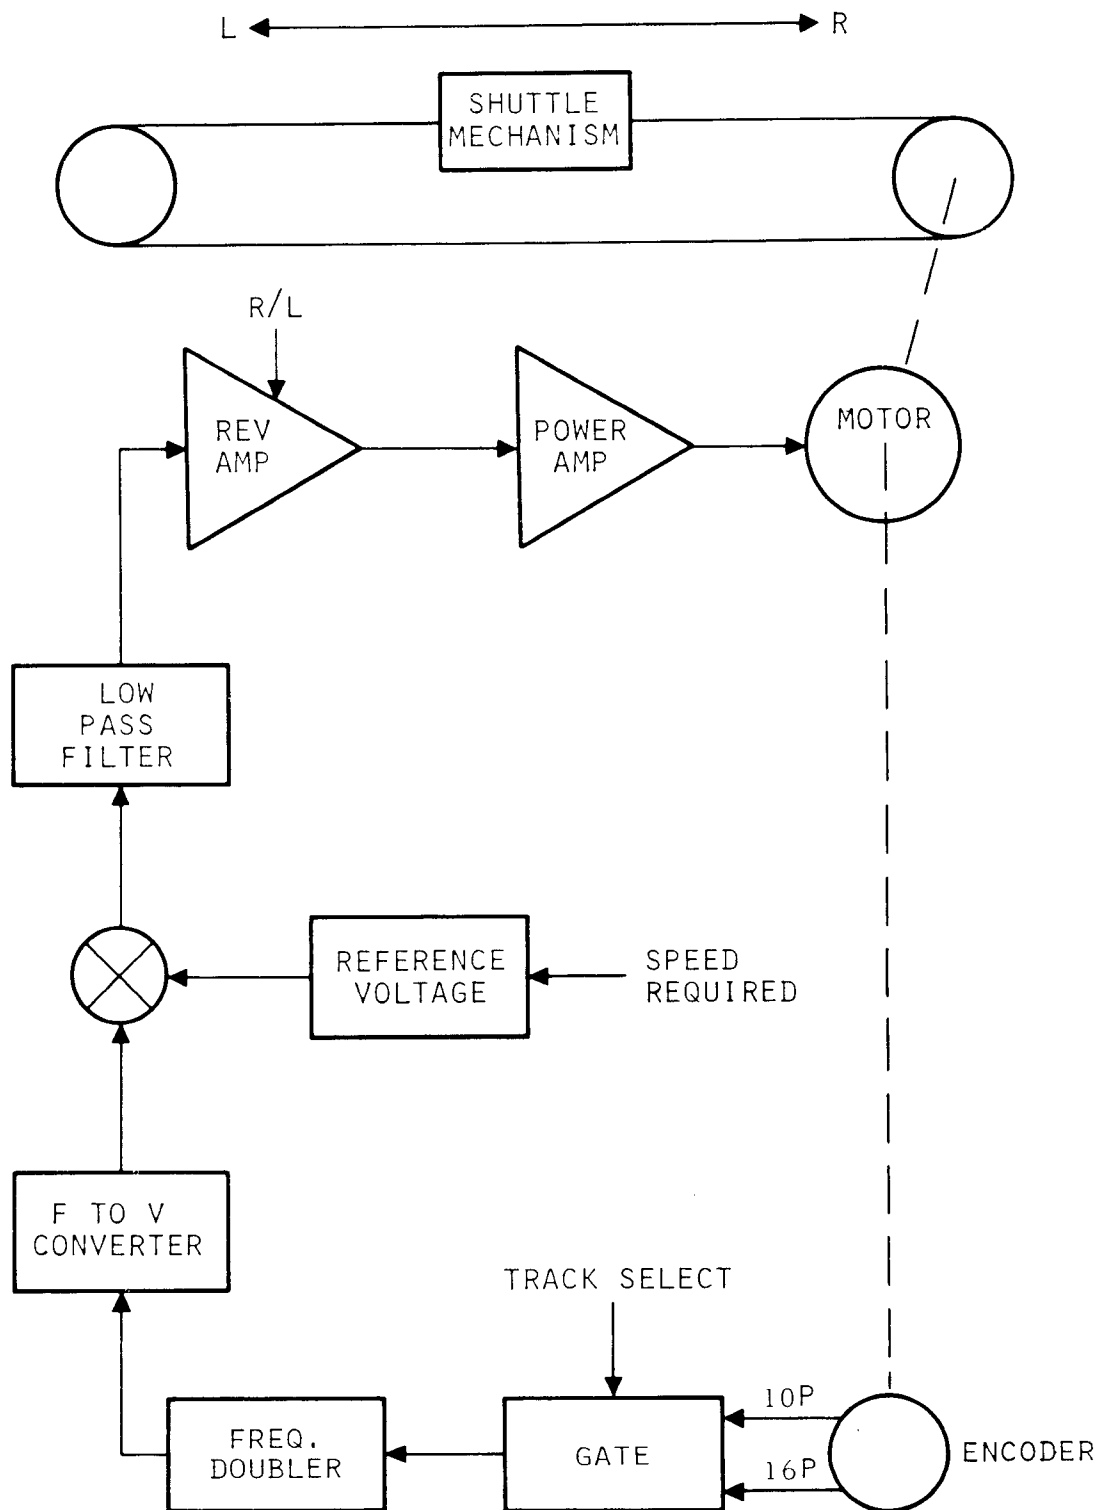 L R
SHUTTLE
MECHANISM
R/L
REV
AMP
POWER
AMP
MOTOR
LOW
PASS
FILTER
REFERENCE
VOLTAGE
SPEED
REQUIRED
F TO V
CONVERTER
TRACK SELECT
FREQ.
DOUBLER
GATE
10P
16P
ENCODER